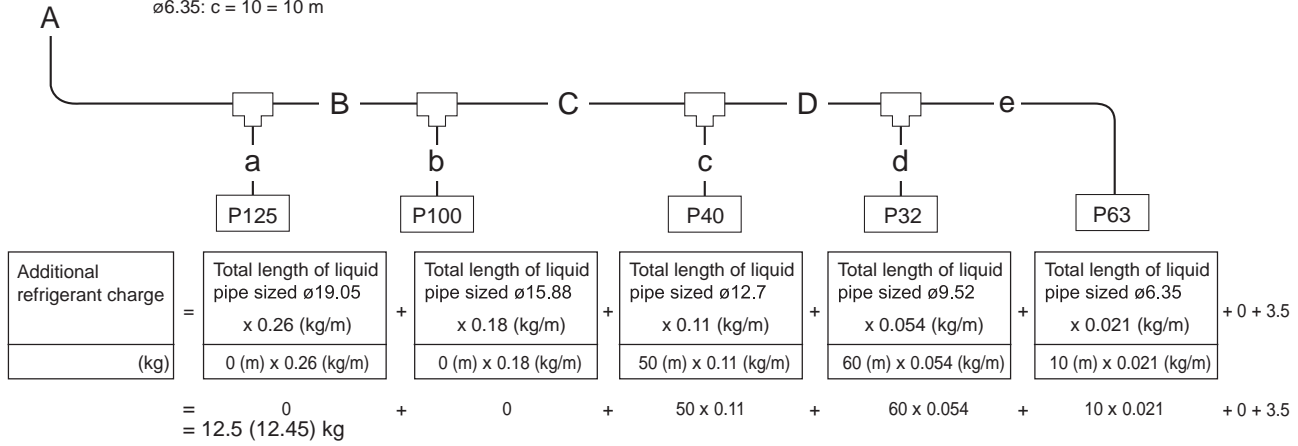 ø6.35: c = 10 = 10 m
A
B
C
D
e
a
b
c
d
P125
P100
P40
P32
P63
Additional
refrigerant charge
(kg)
=
Total length of liquid
pipe sized ø19.05
x 0.26 (kg/m)
0 (m) x 0.26 (kg/m)
+
Total length of liquid
pipe sized ø15.88
x 0.18 (kg/m)
0 (m) x 0.18 (kg/m)
+
Total length of liquid
pipe sized ø12.7
x 0.11 (kg/m)
50 (m) x 0.11 (kg/m)
+
Total length of liquid
pipe sized ø9.52
x 0.054 (kg/m)
60 (m) x 0.054 (kg/m)
+
Total length of liquid
pipe sized ø6.35
x 0.021 (kg/m)
10 (m) x 0.021 (kg/m)
+ 0 + 3.5
= 0 + 0 + 50 x 0.11 + 60 x 0.054 + 10 x 0.021 + 0 + 3.5
= 12.5 (12.45) kg